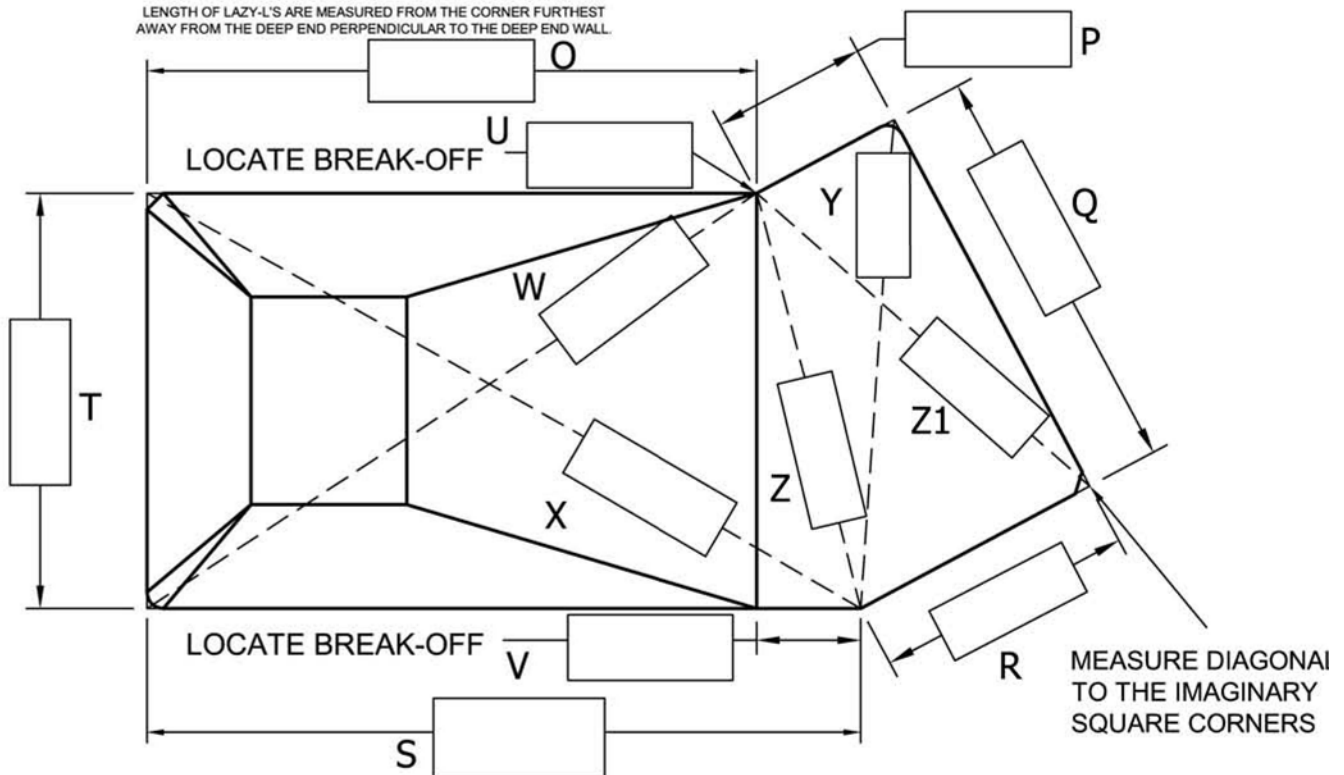 LENGTH OF LAZY-L'S ARE MEASURED FROM THE CORNER FURTHEST
AWAY FROM THE DEEP END PERPENDICULAR TO THE DEEP END WALL.
O
P
U
LOCATE BREAK-OFF
Y
Q
W
T
Z1
Z
X
LOCATE BREAK-OFF
V
R
MEASURE DIAGONAL
TO THE IMAGINARY
SQUARE CORNERS
S